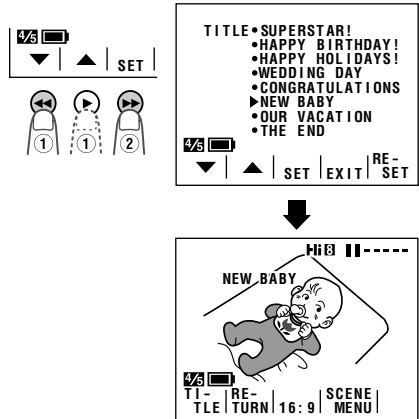 4/5
▼ | ▲ | SET |
① ① ②
TITLE•SUPERSTAR!
•HAPPY BIRTHDAY!
•HAPPY HOLIDAYS!
•WEDDING DAY
•CONGRATULATIONS
▶NEW BABY
•OUR VACATION
•THE END
4/5
▼ | ▲ | SET | EXIT | RE-
SET
Hi8
NEW BABY
4/5
TI- | RE- | | SCENE
TLE | TURN | 16:9 | MENU |